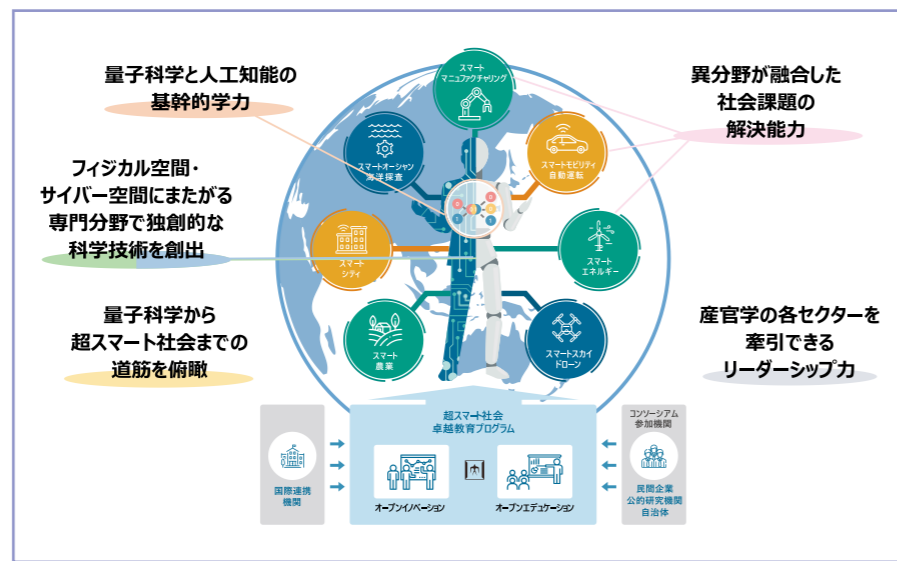 量子科学と人工知能の
基幹的学力
フィジカル空間・
サイバー空間にまたがる
専門分野で独創的な
科学技術を創出
量子科学から
超スマート社会までの
道筋を俯瞰
スマート
マニュファクチャリング
スマートオーシャン
海洋探査
スマートモビリティ
自動運転
スマート
シティ
スマート
エネルギー
スマート
農業
スマートスカイ
ドローン
異分野が融合した
社会課題の
解決能力
産官学の各セクターを
牽引できる
リーダーシップ力
国際連携
機関
超スマート社会
卓越教育プログラム
オープンイノベーション
オープンエデュケーション
コンソーシアム
参加機関
民間企業
公的研究機関
自治体